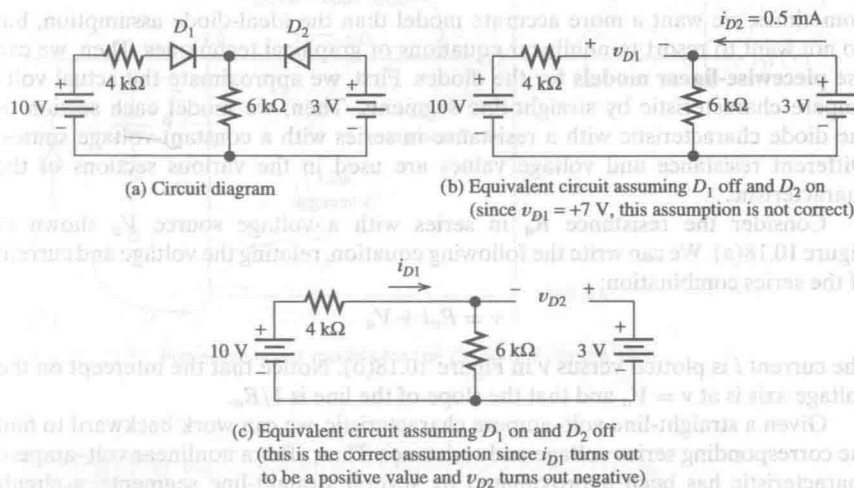 D1 D2
4 kΩ
10 V + − 6 kΩ 3 V + −
(a) Circuit diagram
iD2 = 0.5 mA
+ vD1 −
4 kΩ
10 V + − 6 kΩ 3 V + −
(b) Equivalent circuit assuming D1 off and D2 on
(since vD1 = +7 V, this assumption is not correct)
iD1
− vD2 +
4 kΩ
10 V + − 6 kΩ 3 V + −
(c) Equivalent circuit assuming D1 on and D2 off
(this is the correct assumption since iD1 turns out
to be a positive value and vD2 turns out negative)